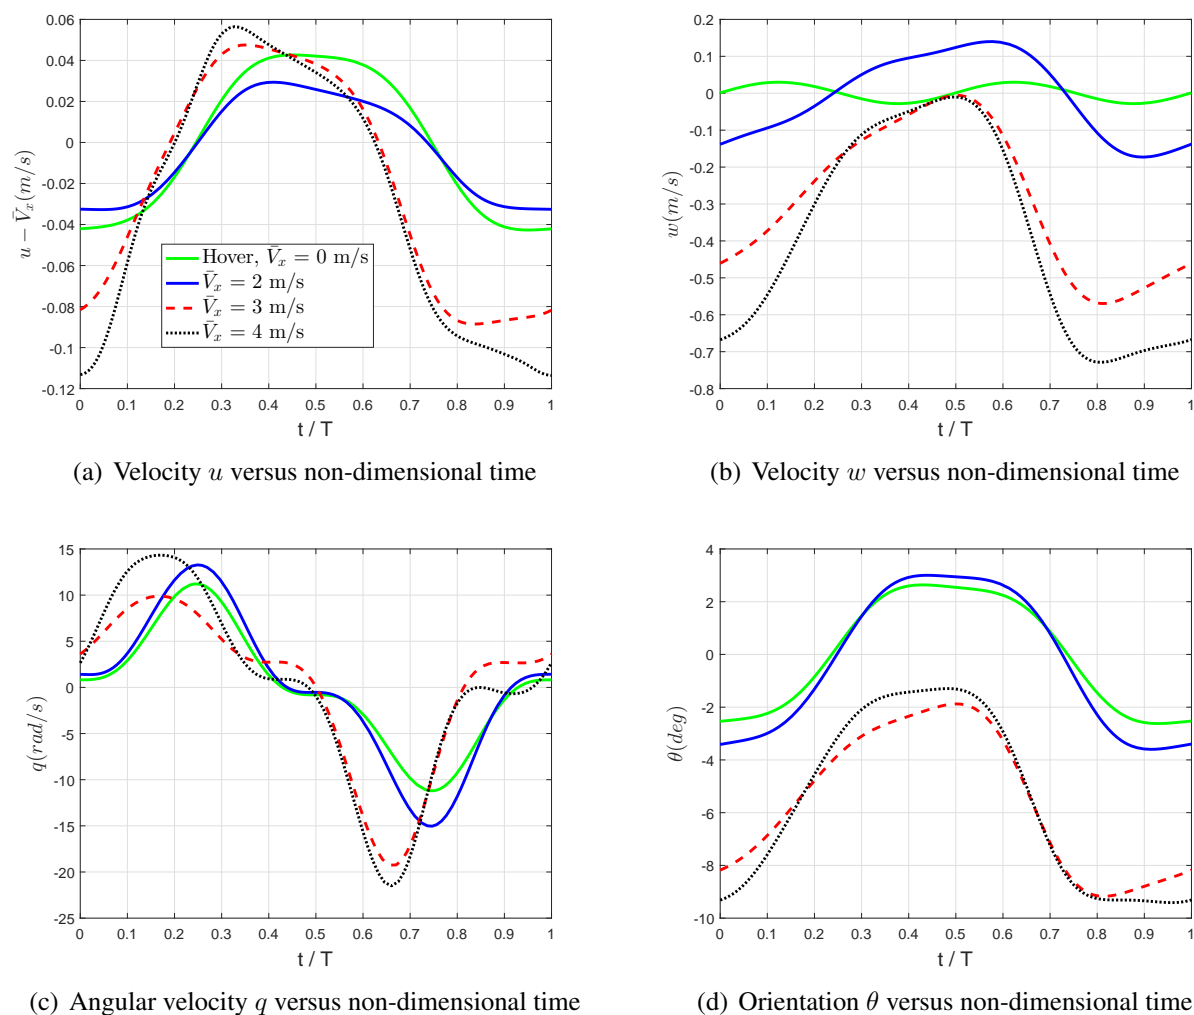 0.06
0.04
0.02
0
-0.02
-0.04
-0.06
-0.08
-0.1
-0.12
u − V̄ₓ(m/s)
Hover, V̄ₓ = 0 m/s
V̄ₓ = 2 m/s
V̄ₓ = 3 m/s
V̄ₓ = 4 m/s
0 0.1 0.2 0.3 0.4 0.5 0.6 0.7 0.8 0.9 1
t / T
(a) Velocity u versus non-dimensional time
0.2
0.1
0
-0.1
-0.2
-0.3
-0.4
-0.5
-0.6
-0.7
-0.8
w(m/s)
0 0.1 0.2 0.3 0.4 0.5 0.6 0.7 0.8 0.9 1
t / T
(b) Velocity w versus non-dimensional time
15
10
5
0
-5
-10
-15
-20
-25
q(rad/s)
0 0.1 0.2 0.3 0.4 0.5 0.6 0.7 0.8 0.9 1
t / T
(c) Angular velocity q versus non-dimensional time
4
2
0
-2
-4
-6
-8
-10
θ(deg)
0 0.1 0.2 0.3 0.4 0.5 0.6 0.7 0.8 0.9 1
t / T
(d) Orientation θ versus non-dimensional time